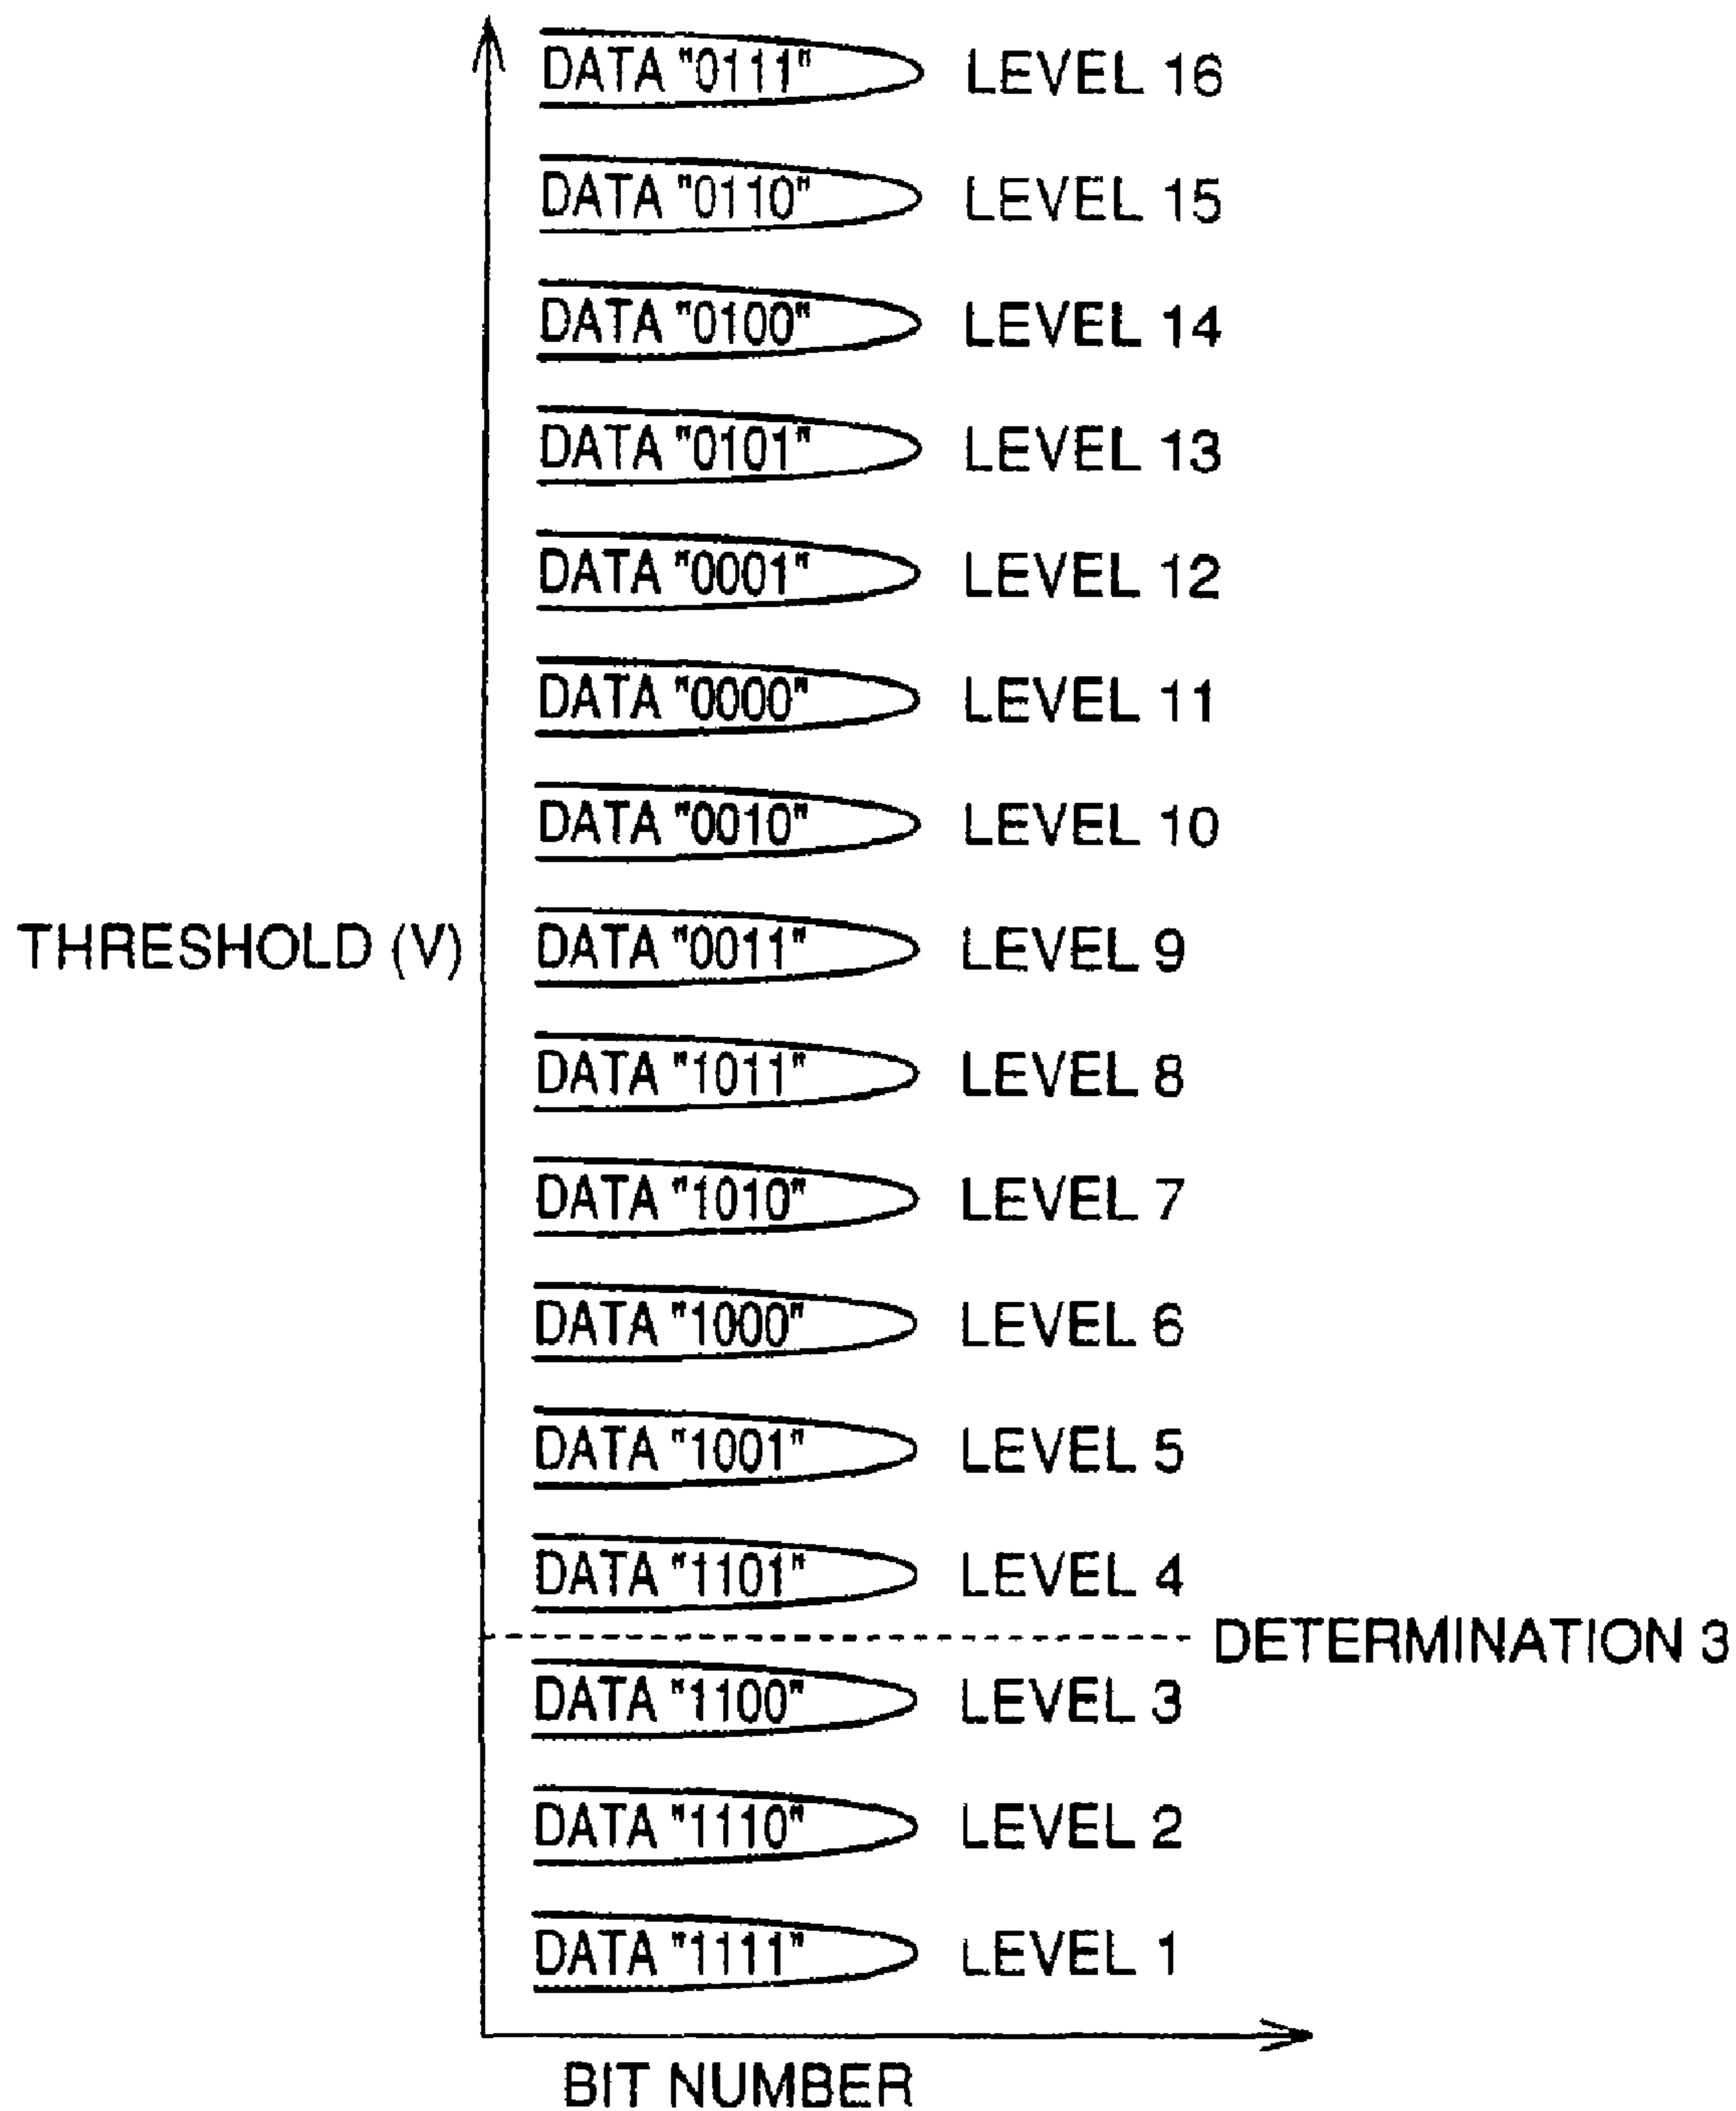 DATA "0111" LEVEL 16
DATA "0110" LEVEL 15
DATA "0100" LEVEL 14
DATA "0101" LEVEL 13
DATA "0001" LEVEL 12
DATA "0000" LEVEL 11
DATA "0010" LEVEL 10
THRESHOLD (V) DATA "0011" LEVEL 9
DATA "1011" LEVEL 8
DATA "1010" LEVEL 7
DATA "1000" LEVEL 6
DATA "1001" LEVEL 5
DATA "1101" LEVEL 4
DETERMINATION 3
DATA "1100" LEVEL 3
DATA "1110" LEVEL 2
DATA "1111" LEVEL 1
BIT NUMBER